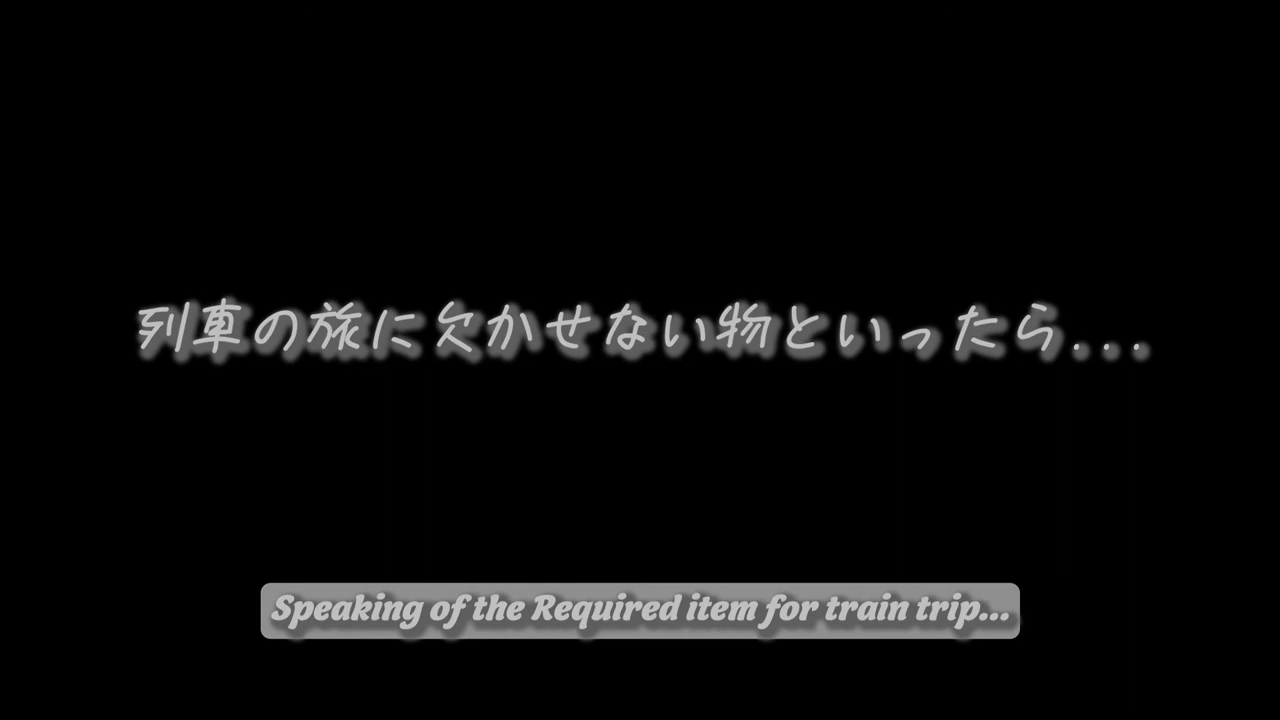 列車の旅に欠かせない物といったら...
Speaking of the Required item for train trip...